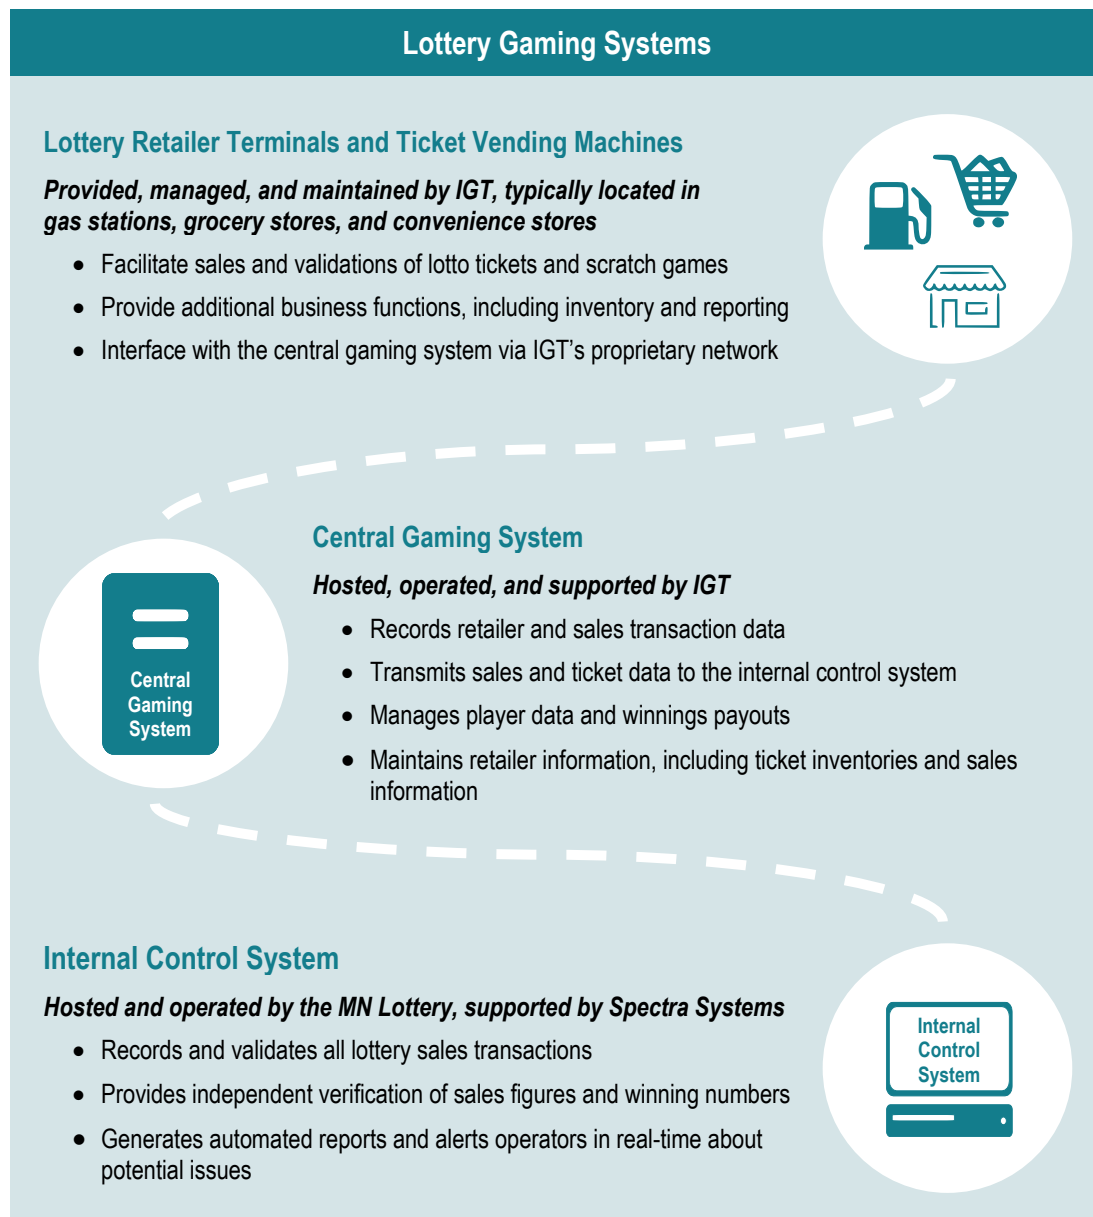 Lottery Gaming Systems
Lottery Retailer Terminals and Ticket Vending Machines
Provided, managed, and maintained by IGT, typically located in
gas stations, grocery stores, and convenience stores
• Facilitate sales and validations of lotto tickets and scratch games
• Provide additional business functions, including inventory and reporting
• Interface with the central gaming system via IGT’s proprietary network
Central Gaming System
Hosted, operated, and supported by IGT
• Records retailer and sales transaction data
• Transmits sales and ticket data to the internal control system
• Manages player data and winnings payouts
• Maintains retailer information, including ticket inventories and sales
information
Central
Gaming
System
Internal Control System
Hosted and operated by the MN Lottery, supported by Spectra Systems
• Records and validates all lottery sales transactions
• Provides independent verification of sales figures and winning numbers
• Generates automated reports and alerts operators in real-time about
potential issues
Internal
Control
System